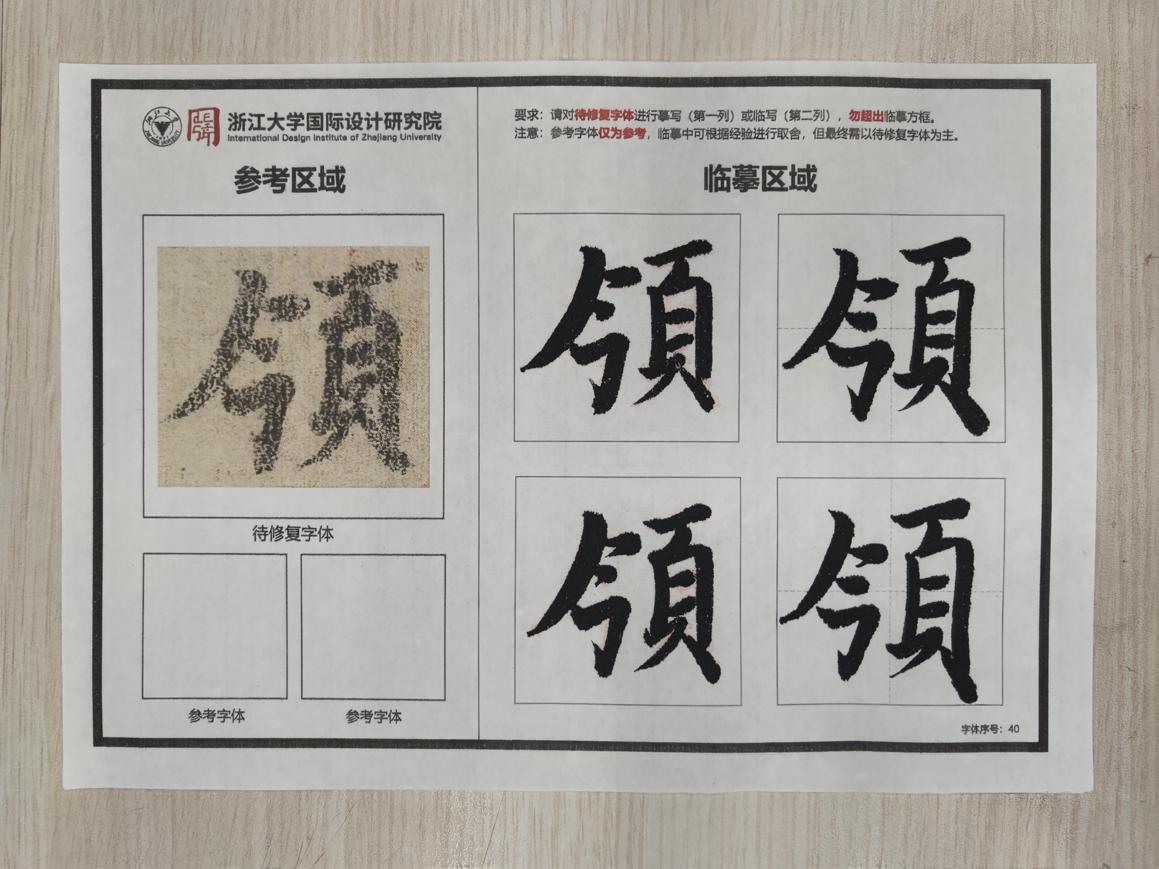 浙江大学国际设计研究院
International Design Institute of Zhejiang University
参考区域
領
待修复字体
参考字体 参考字体
要求：请对待修复字体进行摹写（第一列）或临写（第二列），勿超出临摹方框。
注意：参考字体仅为参考，临摹中可根据经验进行取舍，但最终需以待修复字体为主。
临摹区域
領 領
領 領
字体序号：40